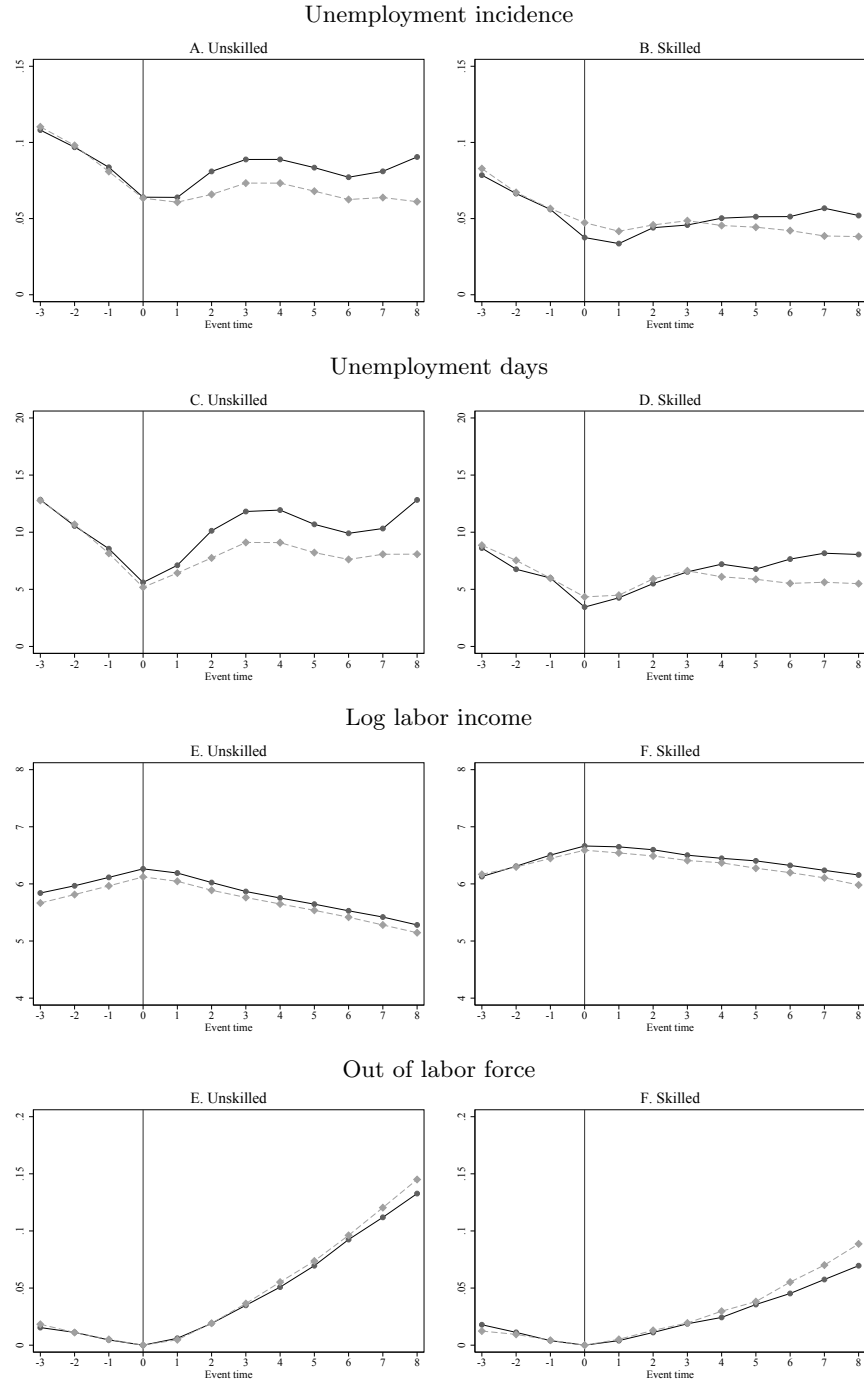 Unemployment incidence
A. Unskilled
.15
.1
.05
0
-3 -2 -1 0 1 2 3 4 5 6 7 8
Event time
B. Skilled
.15
.1
.05
0
-3 -2 -1 0 1 2 3 4 5 6 7 8
Event time
Unemployment days
C. Unskilled
20
15
10
5
0
-3 -2 -1 0 1 2 3 4 5 6 7 8
Event time
D. Skilled
20
15
10
5
0
-3 -2 -1 0 1 2 3 4 5 6 7 8
Event time
Log labor income
E. Unskilled
8
7
6
5
4
-3 -2 -1 0 1 2 3 4 5 6 7 8
Event time
F. Skilled
8
7
6
5
4
-3 -2 -1 0 1 2 3 4 5 6 7 8
Event time
Out of labor force
E. Unskilled
.2
.15
.1
.05
0
-3 -2 -1 0 1 2 3 4 5 6 7 8
Event time
F. Skilled
.2
.15
.1
.05
0
-3 -2 -1 0 1 2 3 4 5 6 7 8
Event time